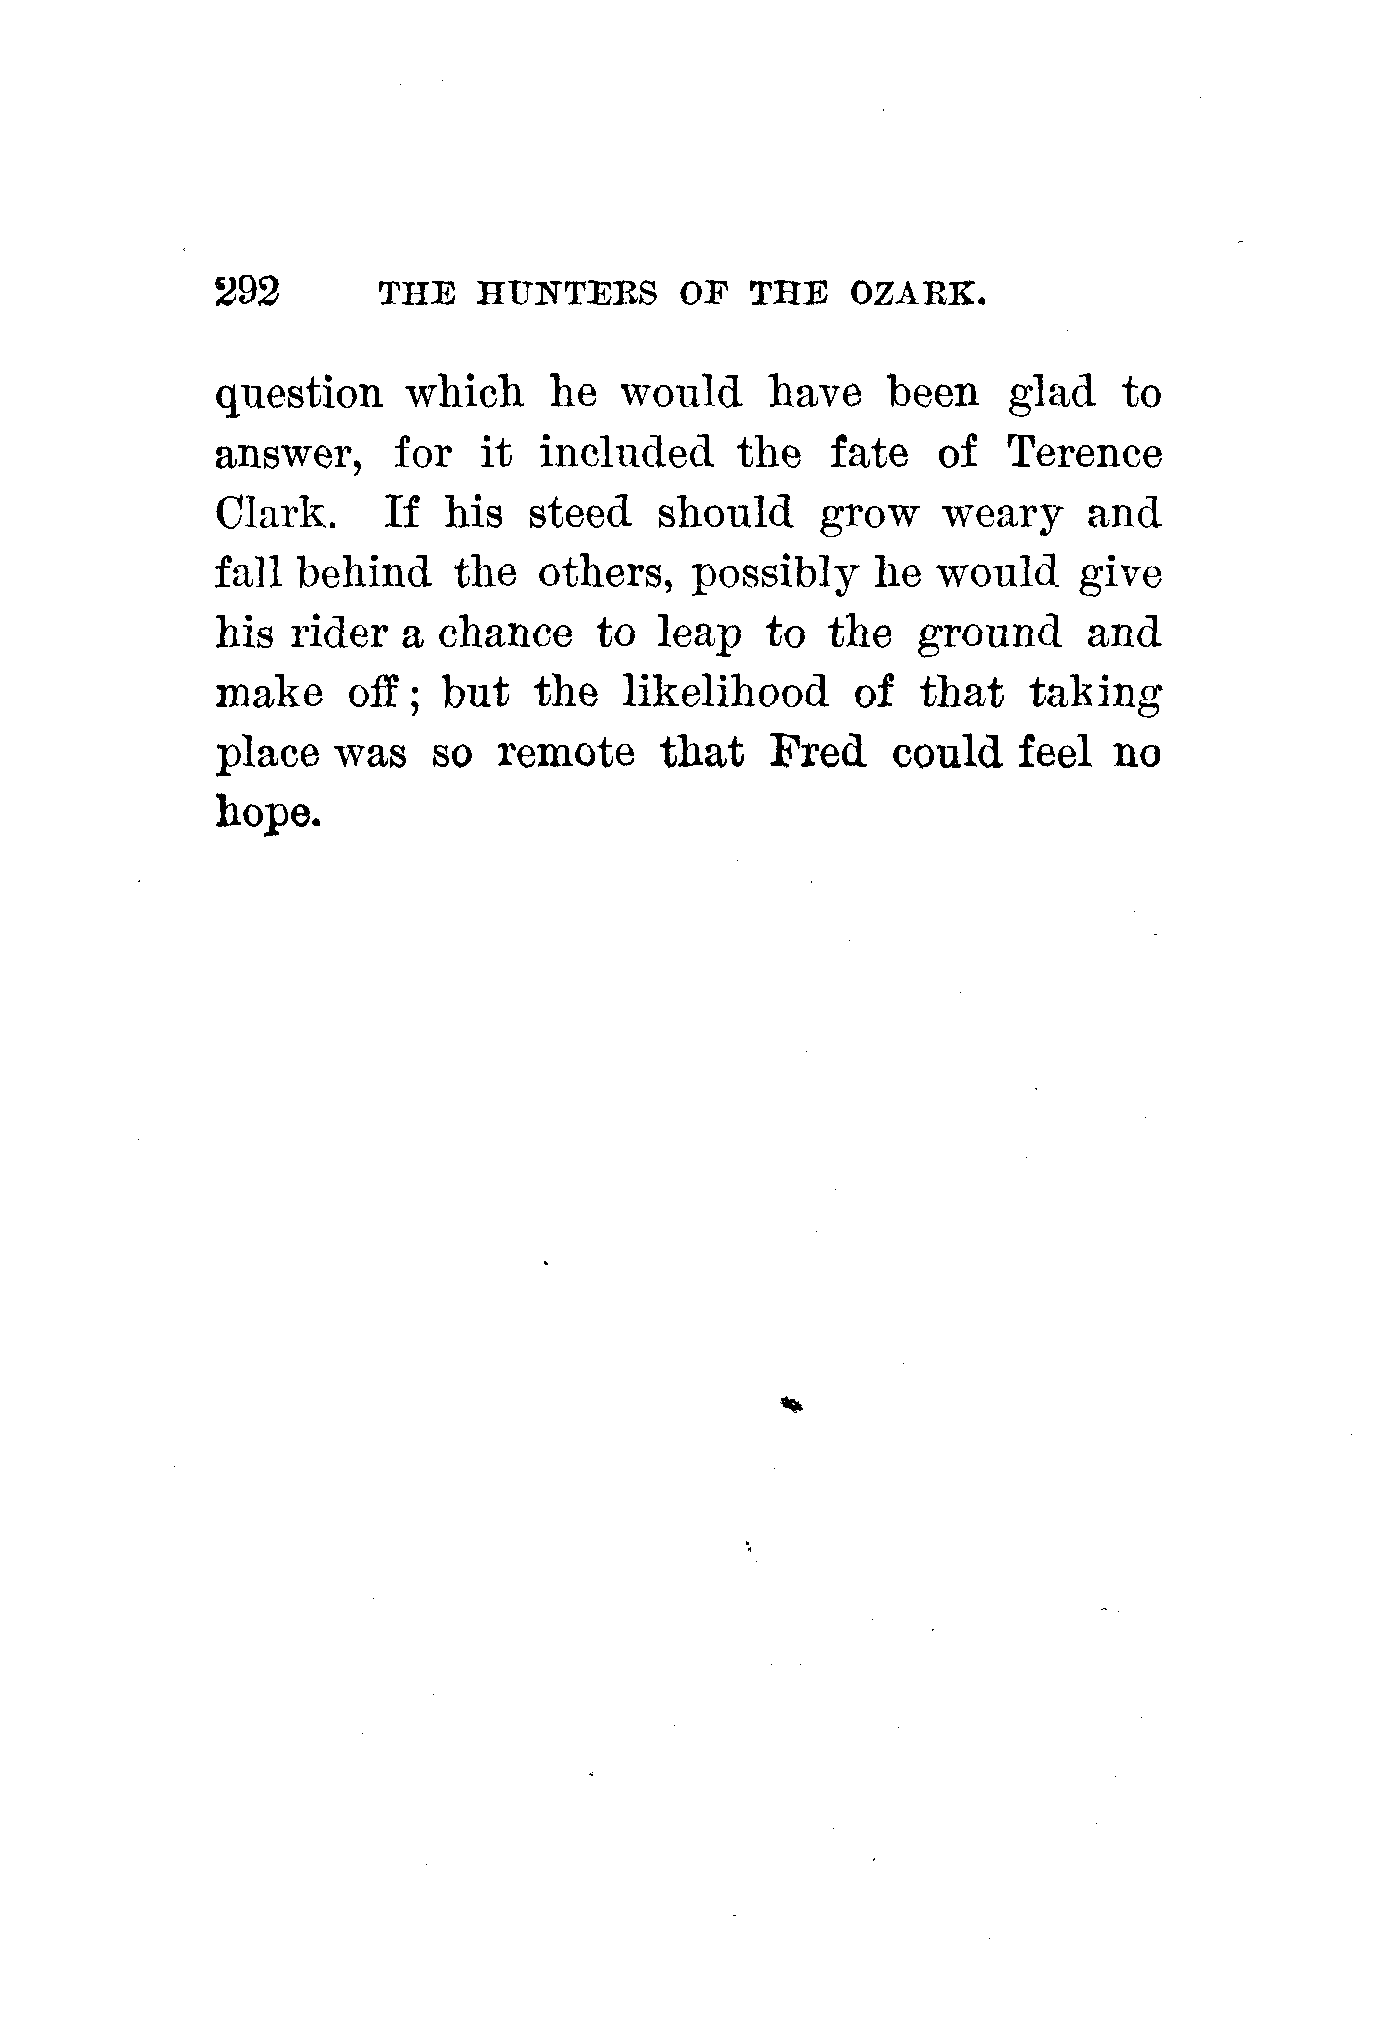 292 THE HUNTERS OF THE OZARK.
question which he would have been glad to
answer, for it included the fate of Terence
Clark. If his steed should grow weary and
fall behind the others, possibly he would give
his rider a chance to leap to the ground and
make off; but the likelihood of that taking
place was so remote that Fred could feel no
hope.